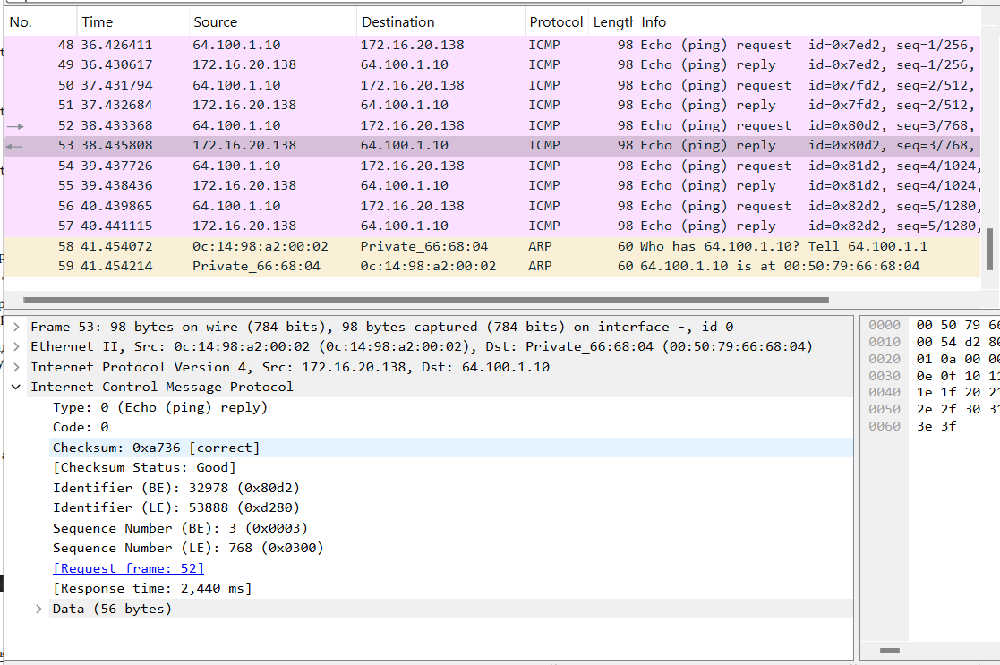 No. Time Source Destination Protocol Length Info
48 36.426411 64.100.1.10 172.16.20.138 ICMP 98 Echo (ping) request id=0x7ed2, seq=1/256,
49 36.430617 172.16.20.138 64.100.1.10 ICMP 98 Echo (ping) reply id=0x7ed2, seq=1/256,
50 37.431794 64.100.1.10 172.16.20.138 ICMP 98 Echo (ping) request id=0x7fd2, seq=2/512,
51 37.432684 172.16.20.138 64.100.1.10 ICMP 98 Echo (ping) reply id=0x7fd2, seq=2/512,
52 38.433368 64.100.1.10 172.16.20.138 ICMP 98 Echo (ping) request id=0x80d2, seq=3/768,
53 38.435808 172.16.20.138 64.100.1.10 ICMP 98 Echo (ping) reply id=0x80d2, seq=3/768,
54 39.437726 64.100.1.10 172.16.20.138 ICMP 98 Echo (ping) request id=0x81d2, seq=4/1024,
55 39.438436 172.16.20.138 64.100.1.10 ICMP 98 Echo (ping) reply id=0x81d2, seq=4/1024,
56 40.439865 64.100.1.10 172.16.20.138 ICMP 98 Echo (ping) request id=0x82d2, seq=5/1280,
57 40.441115 172.16.20.138 64.100.1.10 ICMP 98 Echo (ping) reply id=0x82d2, seq=5/1280,
58 41.454072 0c:14:98:a2:00:02 Private_66:68:04 ARP 60 Who has 64.100.1.10? Tell 64.100.1.1
59 41.454214 Private_66:68:04 0c:14:98:a2:00:02 ARP 60 64.100.1.10 is at 00:50:79:66:68:04
Frame 53: 98 bytes on wire (784 bits), 98 bytes captured (784 bits) on interface -, id 0
Ethernet II, Src: 0c:14:98:a2:00:02 (0c:14:98:a2:00:02), Dst: Private_66:68:04 (00:50:79:66:68:04)
Internet Protocol Version 4, Src: 172.16.20.138, Dst: 64.100.1.10
Internet Control Message Protocol
Type: 0 (Echo (ping) reply)
Code: 0
Checksum: 0xa736 [correct]
[Checksum Status: Good]
Identifier (BE): 32978 (0x80d2)
Identifier (LE): 53888 (0xd280)
Sequence Number (BE): 3 (0x0003)
Sequence Number (LE): 768 (0x0300)
[Request frame: 52]
[Response time: 2,440 ms]
Data (56 bytes)
0000 00 50 79 66
0010 00 54 d2 80
0020 01 0a 00 00
0030 0e 0f 10 11
0040 1e 1f 20 21
0050 2e 2f 30 31
0060 3e 3f